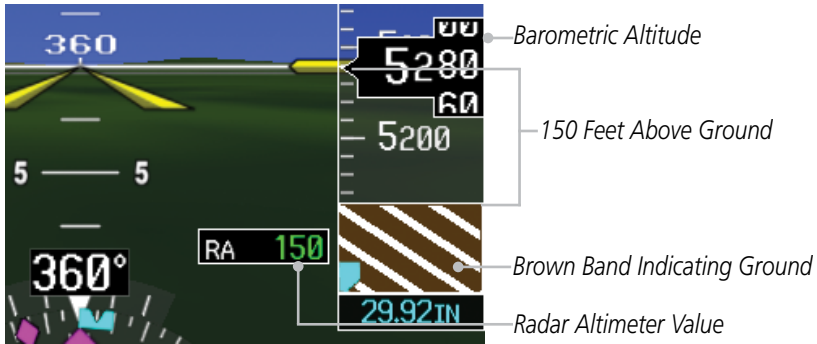 360
00
5280
60
Barometric Altitude
150 Feet Above Ground
5200
5 5
RA 150
360°
Brown Band Indicating Ground
29.92IN
Radar Altimeter Value